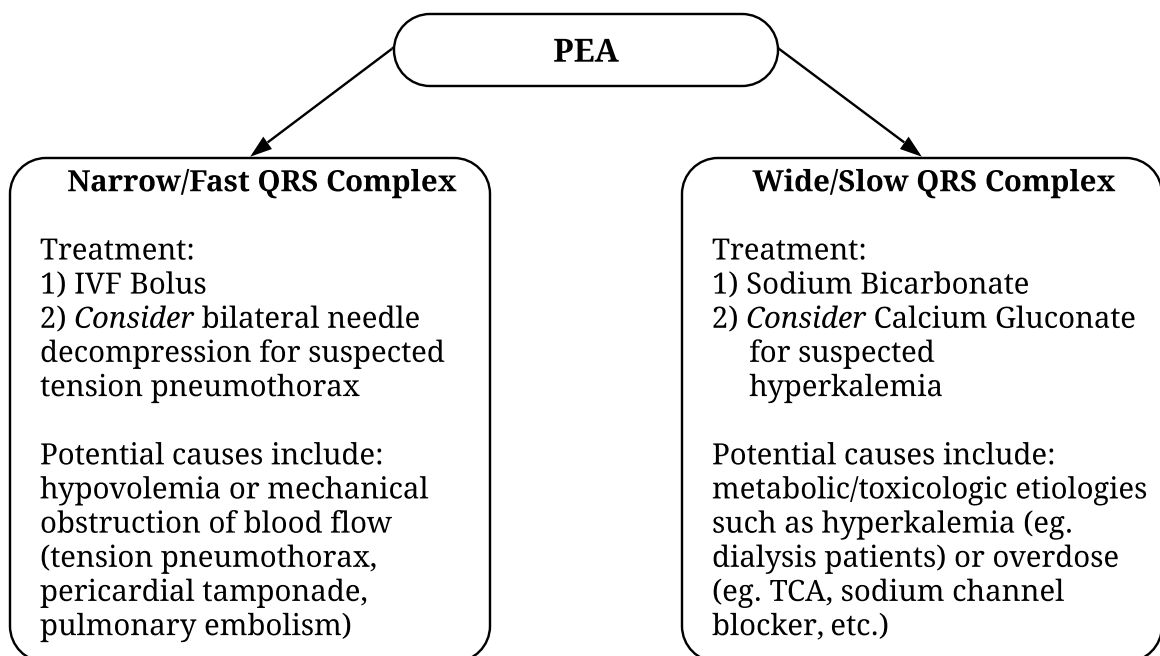 PEA
Narrow/Fast QRS Complex
Treatment:
1) IVF Bolus
2) Consider bilateral needle
decompression for suspected
tension pneumothorax
Potential causes include:
hypovolemia or mechanical
obstruction of blood flow
(tension pneumothorax,
pericardial tamponade,
pulmonary embolism)
Wide/Slow QRS Complex
Treatment:
1) Sodium Bicarbonate
2) Consider Calcium Gluconate
for suspected
hyperkalemia
Potential causes include:
metabolic/toxicologic etiologies
such as hyperkalemia (eg.
dialysis patients) or overdose
(eg. TCA, sodium channel
blocker, etc.)